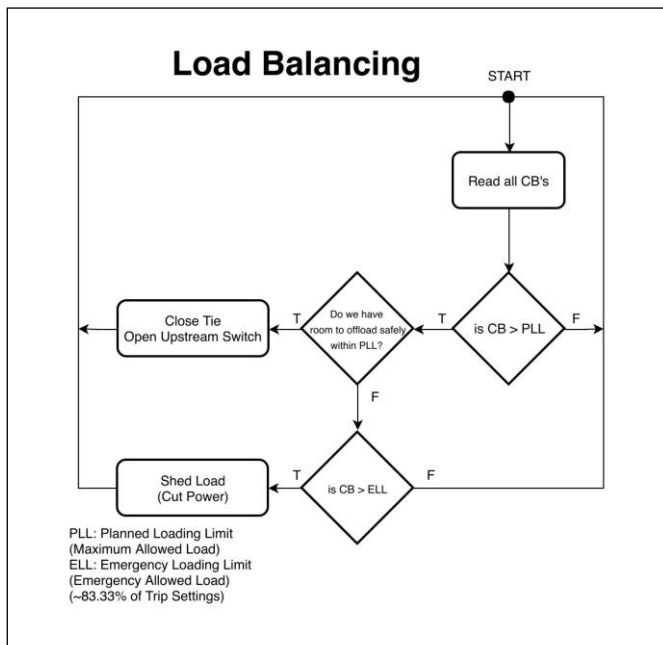 Load Balancing
START
Read all CB's
is CB > PLL
T
F
Do we have
room to offload safely
within PLL?
T
F
Close Tie
Open Upstream Switch
is CB > ELL
T
F
Shed Load
(Cut Power)
PLL: Planned Loading Limit
(Maximum Allowed Load)
ELL: Emergency Loading Limit
(Emergency Allowed Load)
(~83.33% of Trip Settings)